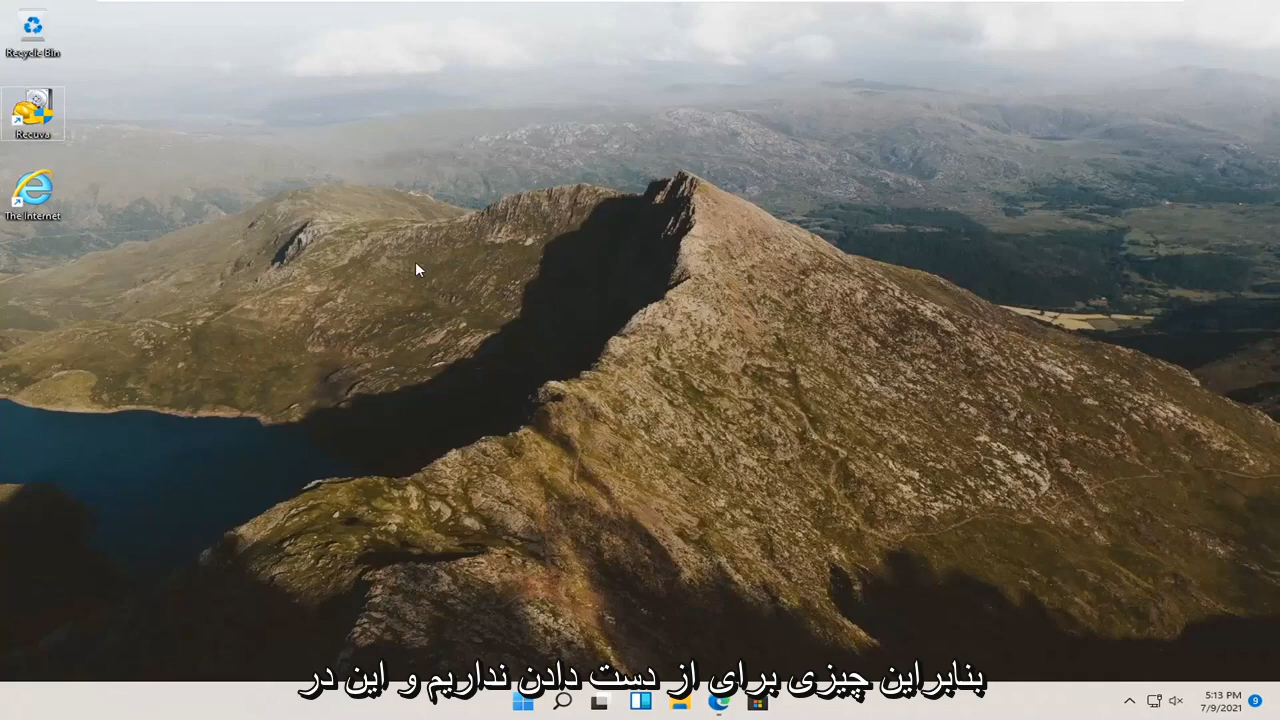 Recycle Bin
Recuva
The Internet
بنابراین چیزی برای از دست دادن نداریم و این در
5:13 PM
7/9/2021
9